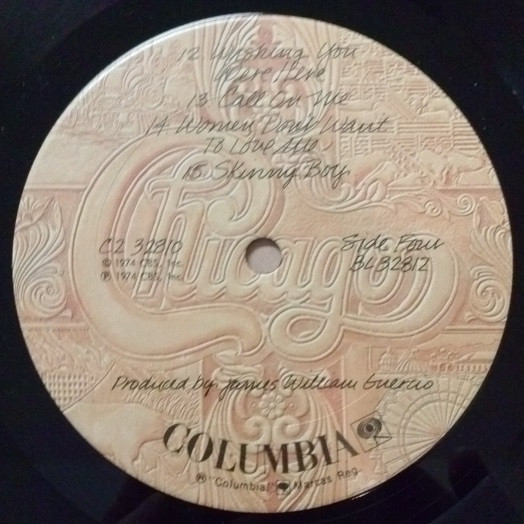 12 Wishing You
Were Here
13 Call On Me
14 Women Don't Want
To Love Me
15 Skinny Boy
Chicago
C2 32810
© 1974 CBS, Inc.
℗ 1974 CBS, Inc.
Side Four
BL 32812
Produced by James William Guercio
COLUMBIA
® "Columbia," Marcas Reg.